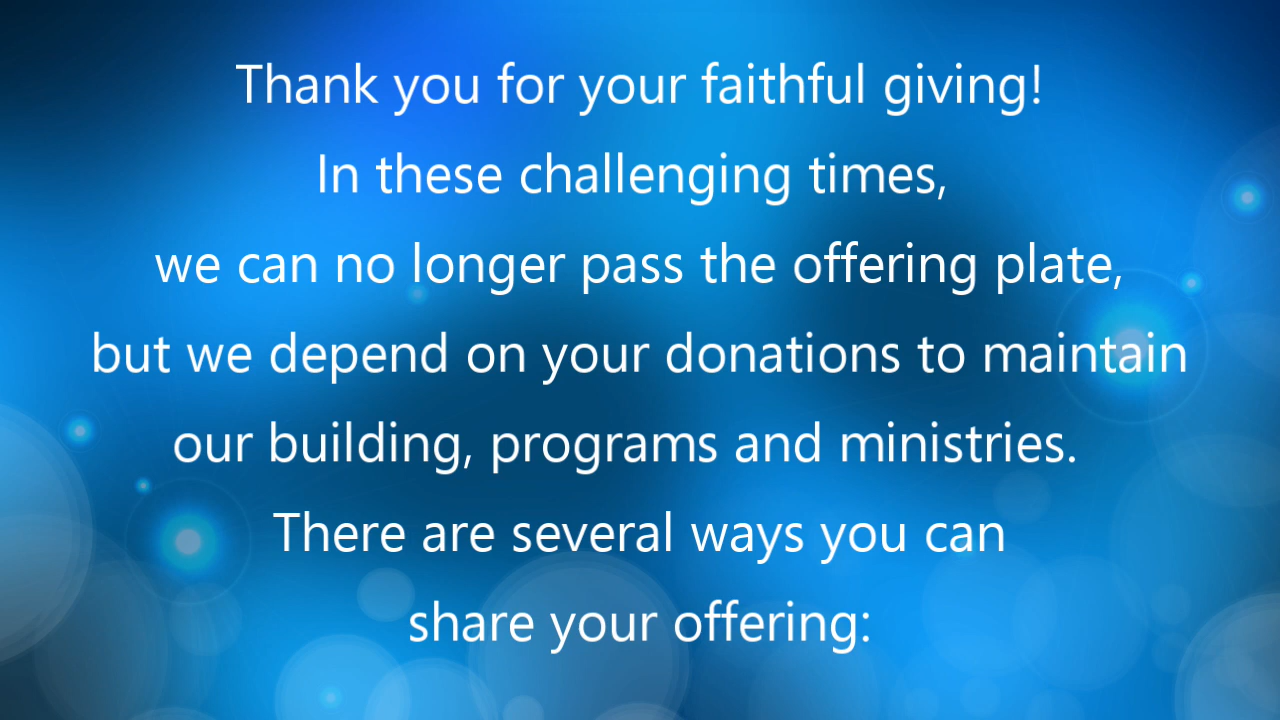 Thank you for your faithful giving!
In these challenging times,
we can no longer pass the offering plate,
but we depend on your donations to maintain
our building, programs and ministries.
There are several ways you can
share your offering: